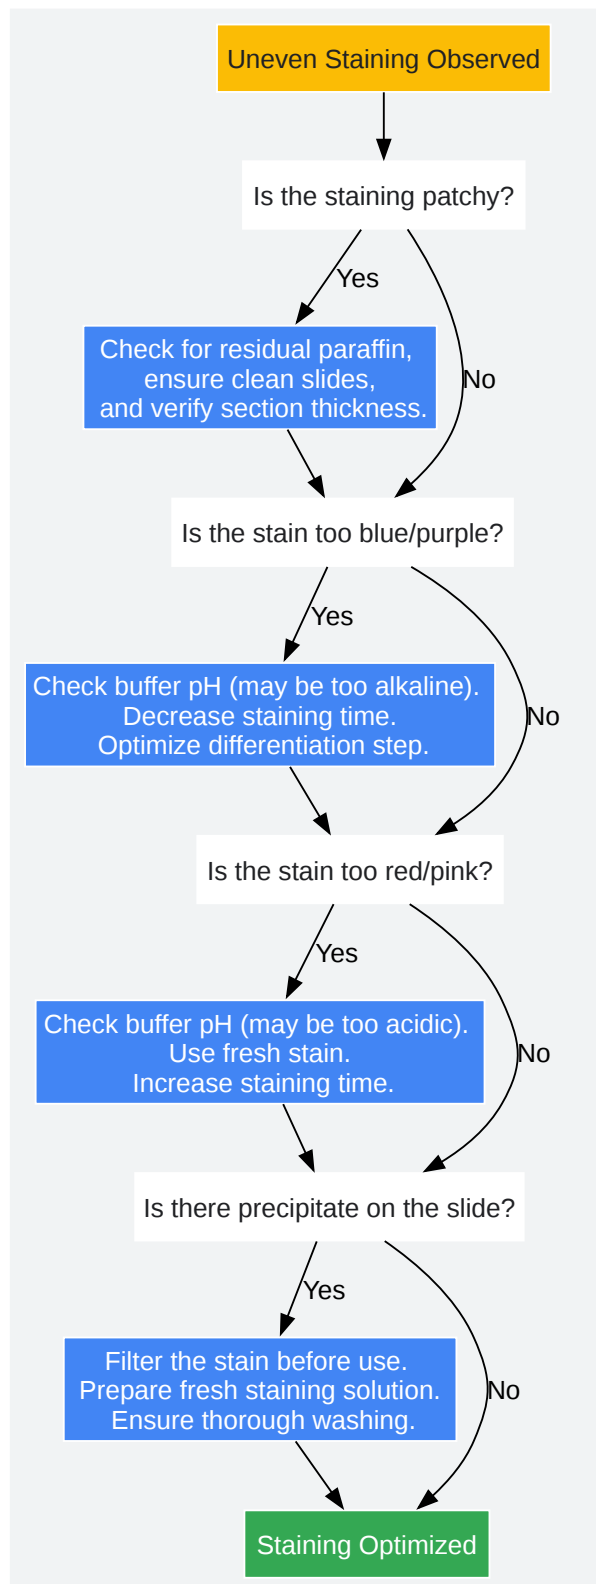 Uneven Staining Observed
Is the staining patchy?
Yes
Check for residual paraffin,
ensure clean slides,
and verify section thickness.
No
Is the stain too blue/purple?
Yes
Check buffer pH (may be too alkaline).
Decrease staining time.
Optimize differentiation step.
No
Is the stain too red/pink?
Yes
Check buffer pH (may be too acidic).
Use fresh stain.
Increase staining time.
No
Is there precipitate on the slide?
Yes
Filter the stain before use.
Prepare fresh staining solution.
Ensure thorough washing.
No
Staining Optimized